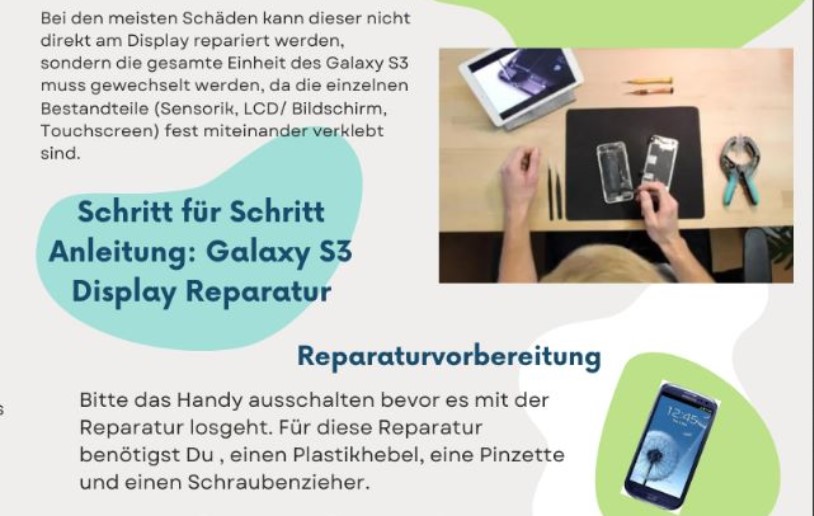 Bei den meisten Schäden kann dieser nicht
direkt am Display repariert werden,
sondern die gesamte Einheit des Galaxy S3
muss gewechselt werden, da die einzelnen
Bestandteile (Sensorik, LCD/ Bildschirm,
Touchscreen) fest miteinander verklebt
sind.
Schritt für Schritt
Anleitung: Galaxy S3
Display Reparatur
Reparaturvorbereitung
Bitte das Handy ausschalten bevor es mit der
Reparatur losgeht. Für diese Reparatur
benötigst Du , einen Plastikhebel, eine Pinzette
und einen Schraubenzieher.
s
12:45